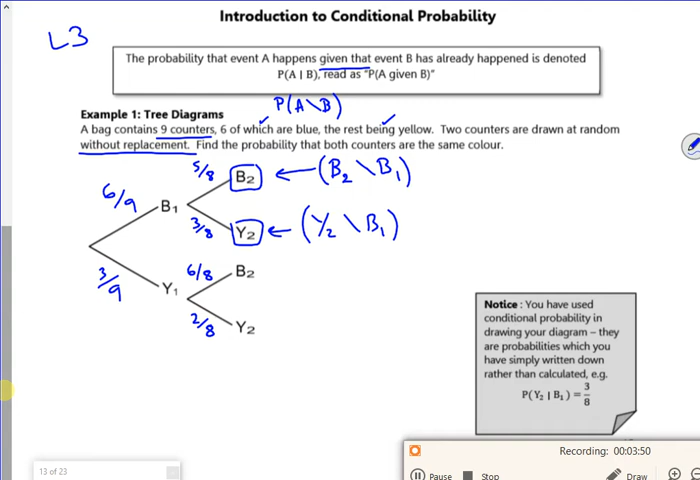 Introduction to Conditional Probability
L3
The probability that event A happens given that event B has already happened is denoted
P(A | B), read as "P(A given B)"
P(A \ B)
Example 1: Tree Diagrams
A bag contains 9 counters, 6 of which are blue, the rest being yellow. Two counters are drawn at random
without replacement. Find the probability that both counters are the same colour.
5/8 B₂ ← (B₂ \ B₁)
6/9 B₁
3/8 Y₂ ← (Y₂ \ B₁)
6/8 B₂
3/9 Y₁
2/8 Y₂
Notice : You have used
conditional probability in
drawing your diagram – they
are probabilities which you
have simply written down
rather than calculated, e.g.
P(Y₂ | B₁) = 3/8
Recording: 00:03:50
13 of 23
Pause Stop Draw